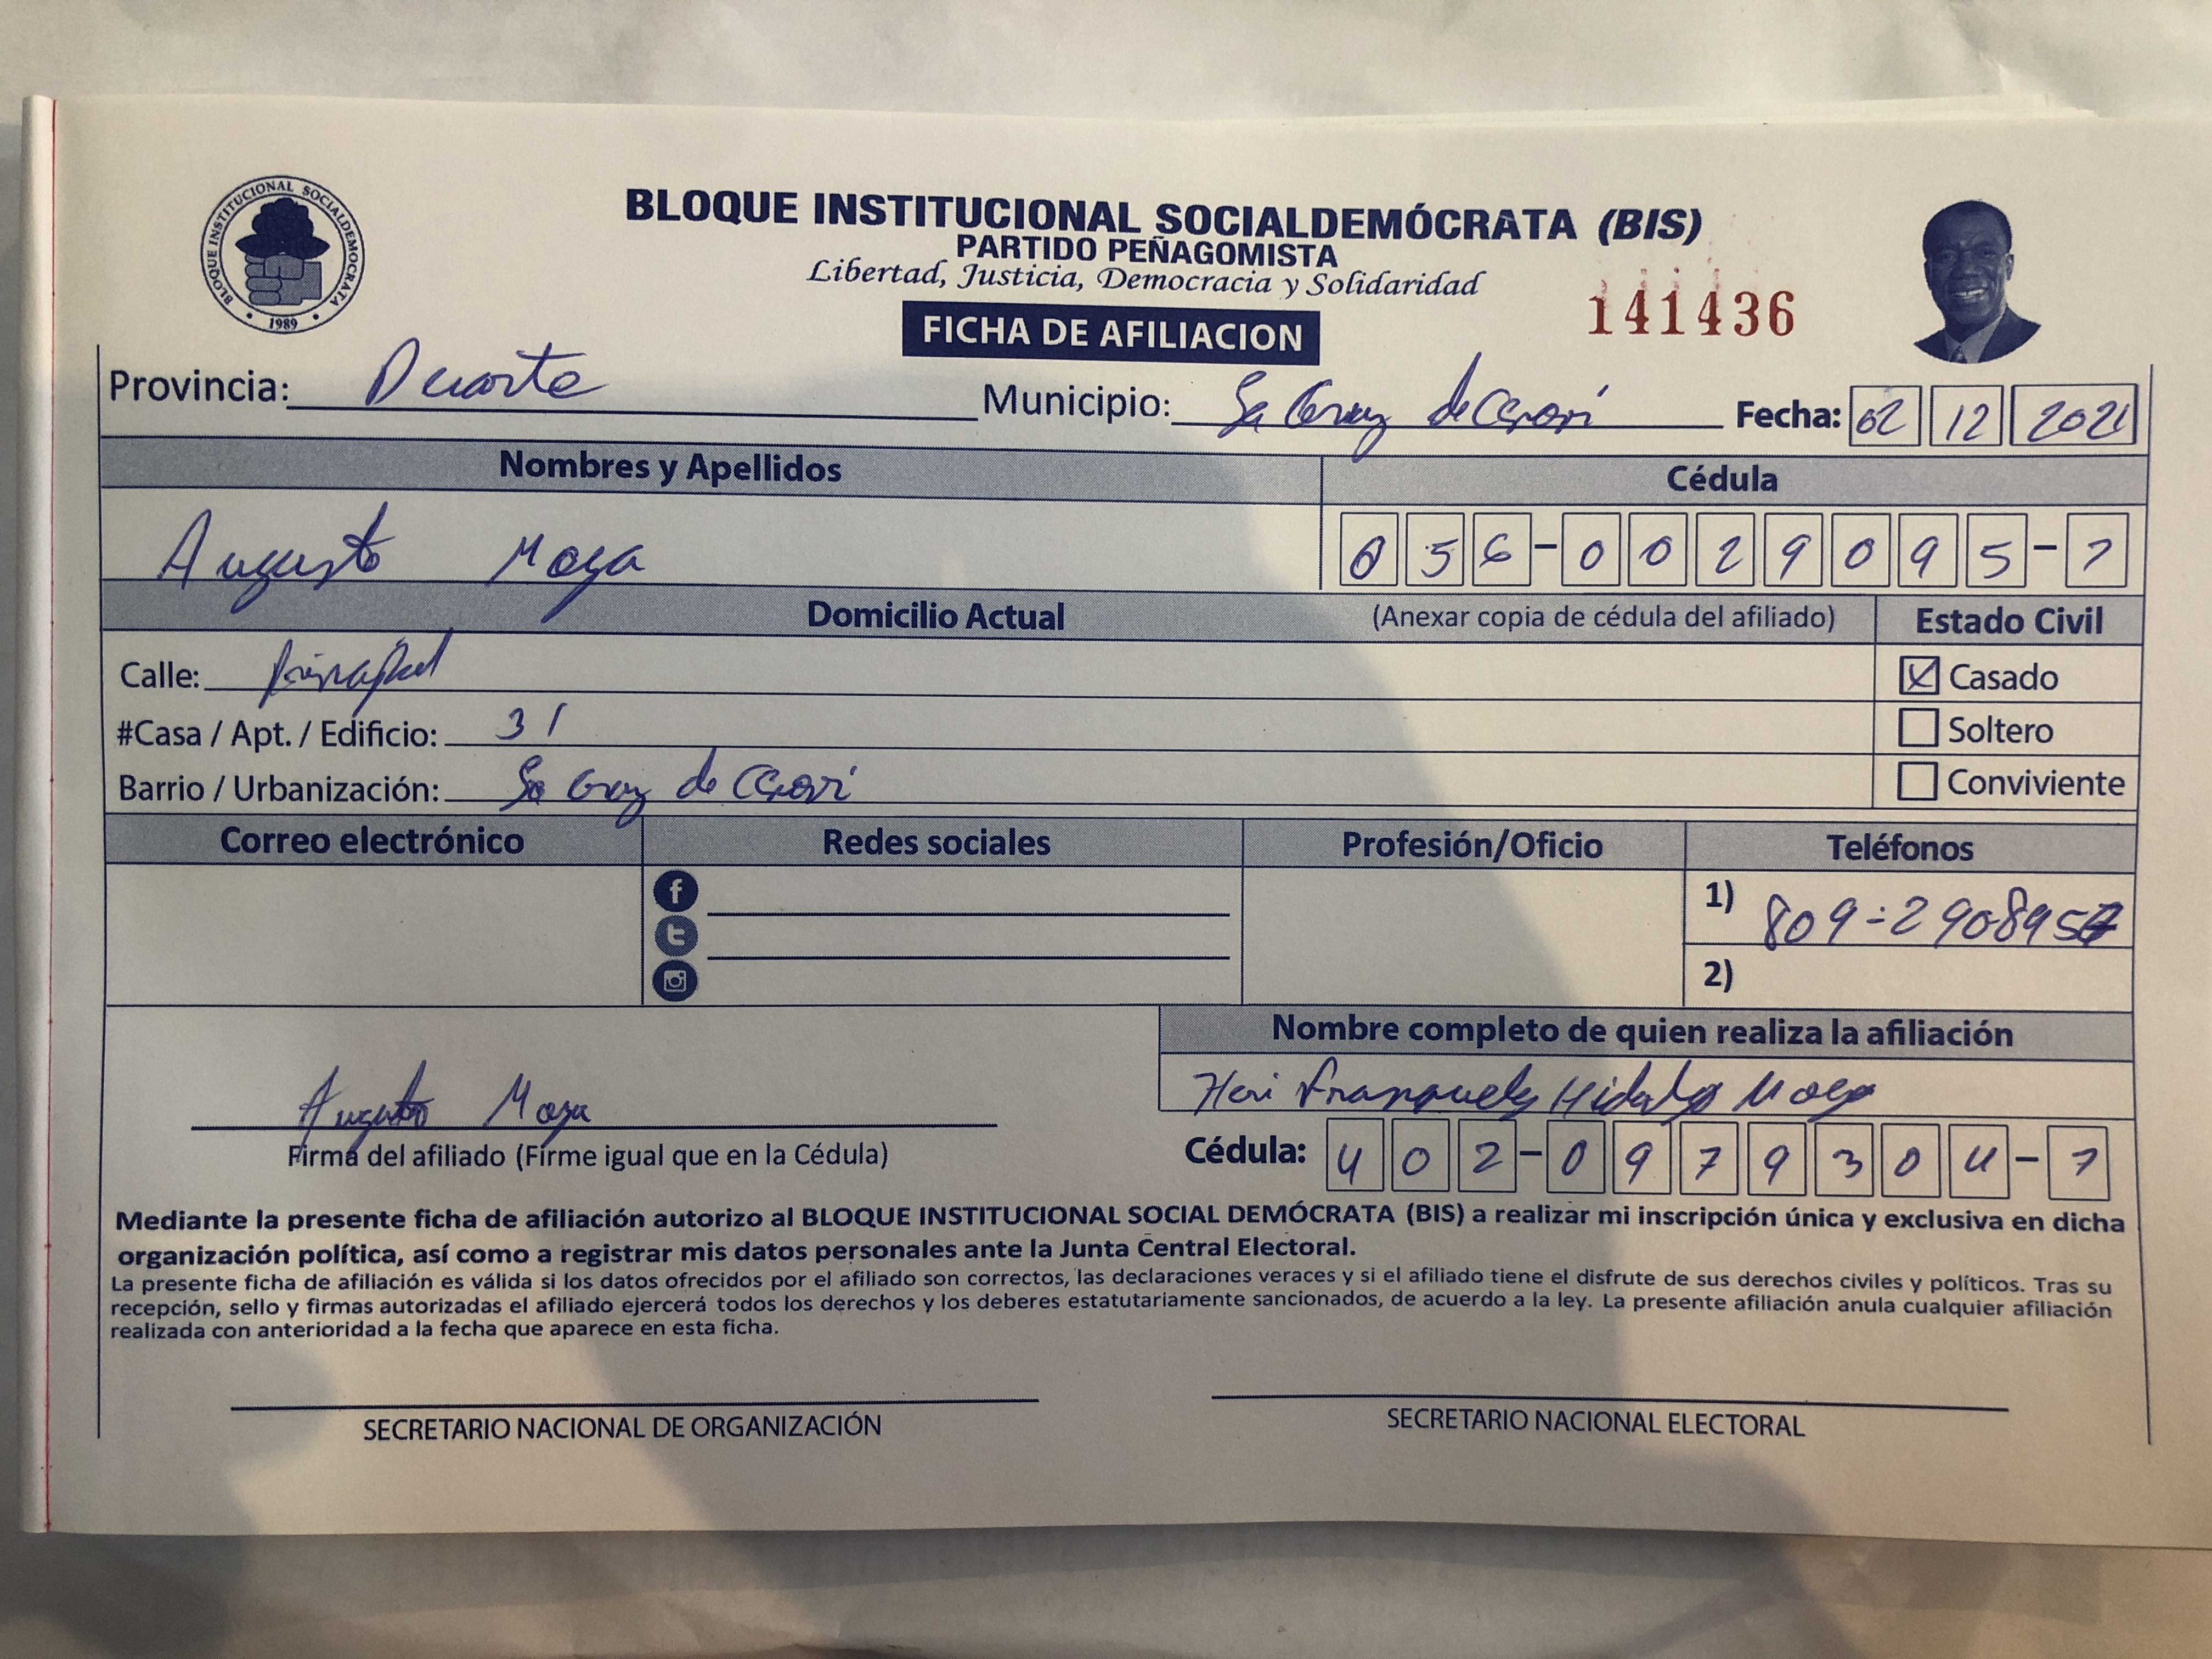 BLOQUE INSTITUCIONAL SOCIALDEMOCRATA
1989
BLOQUE INSTITUCIONAL SOCIALDEMÓCRATA (BIS)
PARTIDO PEÑAGOMISTA
Libertad, Justicia, Democracia y Solidaridad
141436
FICHA DE AFILIACION
Provincia: Duarte Municipio: Sa Cruz de Cenovi Fecha: 02 12 2021
Nombres y Apellidos Cédula
Augusto Moya 056-0029095-7
Domicilio Actual (Anexar copia de cédula del afiliado) Estado Civil
Calle: principal Casado
#Casa / Apt. / Edificio: 31 Soltero
Barrio / Urbanización: Sa Cruz de Cenovi Conviviente
Correo electrónico Redes sociales Profesión/Oficio Teléfonos
1)
2)
Nombre completo de quien realiza la afiliación
Augusto Moya Hidalgo Moya
Firma del afiliado (Firme igual que en la Cédula) Cédula: 402-0979304-7
Mediante la presente ficha de afiliación autorizo al BLOQUE INSTITUCIONAL SOCIAL DEMÓCRATA (BIS) a realizar mi inscripción única y exclusiva en dicha
organización política, así como a registrar mis datos personales ante la Junta Central Electoral.
La presente ficha de afiliación es válida si los datos ofrecidos por el afiliado son correctos, las declaraciones veraces y si el afiliado tiene el disfrute de sus derechos civiles y políticos. Tras su
recepción, sello y firmas autorizadas el afiliado ejercerá todos los derechos y los deberes estatutariamente sancionados, de acuerdo a la ley. La presente afiliación anula cualquier afiliación
realizada con anterioridad a la fecha que aparece en esta ficha.
SECRETARIO NACIONAL DE ORGANIZACIÓN SECRETARIO NACIONAL ELECTORAL